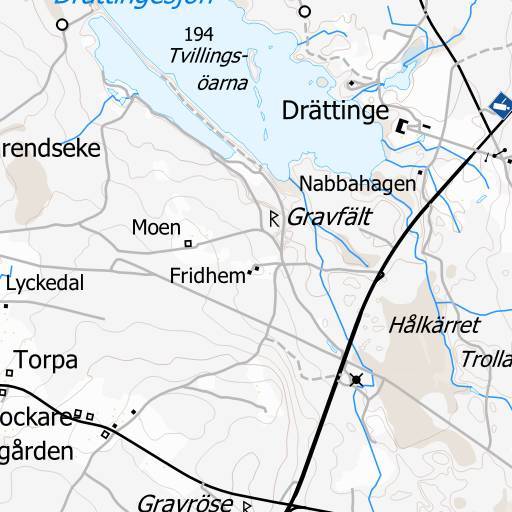 Drättingesjön
194
Tvillings-
öarna
Drättinge
rendseke
Nabbahagen
Gravfält
Moen
Fridhem
Lyckedal
Hålkärret
Torpa
Trolla
ockare-
gården
Gravröse